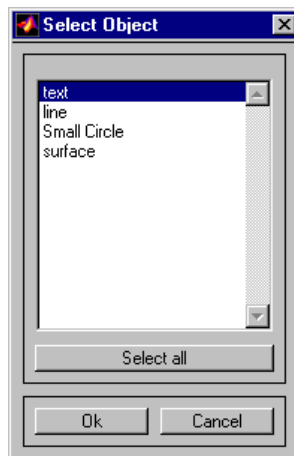 Select Object
text
line
Small Circle
surface
Select all
Ok
Cancel